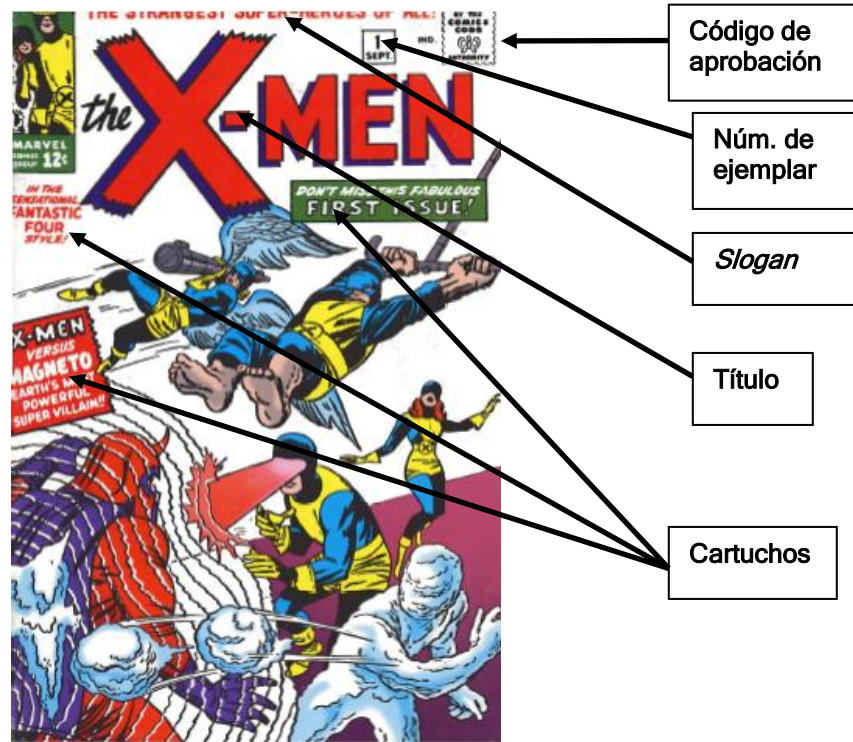 THE STRANGEST SUPER-HEROES OF ALL!
1
SEPT.
IND.
BY THE
COMICS
CODE
AUTHORITY
the X-MEN
MARVEL
COMICS
GROUP 12¢
IN THE
SENSATIONAL
FANTASTIC
FOUR
STYLE!
DON'T MISS THIS FABULOUS
FIRST ISSUE!
X-MEN
VERSUS
MAGNETO
EARTH'S MOST
POWERFUL
SUPER VILLAIN!!
Código de
aprobación
Núm. de
ejemplar
Slogan
Título
Cartuchos